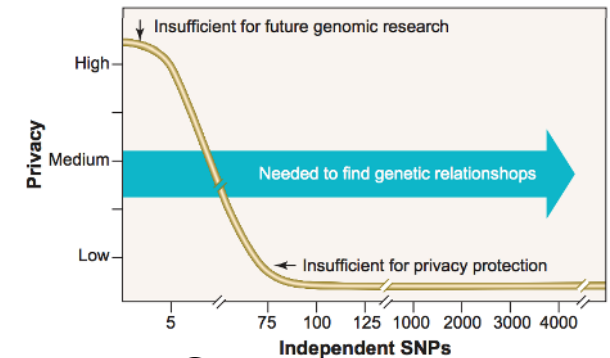 Insufficient for future genomic research
High
Privacy
Medium
Needed to find genetic relationships
Low
Insufficient for privacy protection
5 75 100 125 1000 2000 3000 4000
Independent SNPs